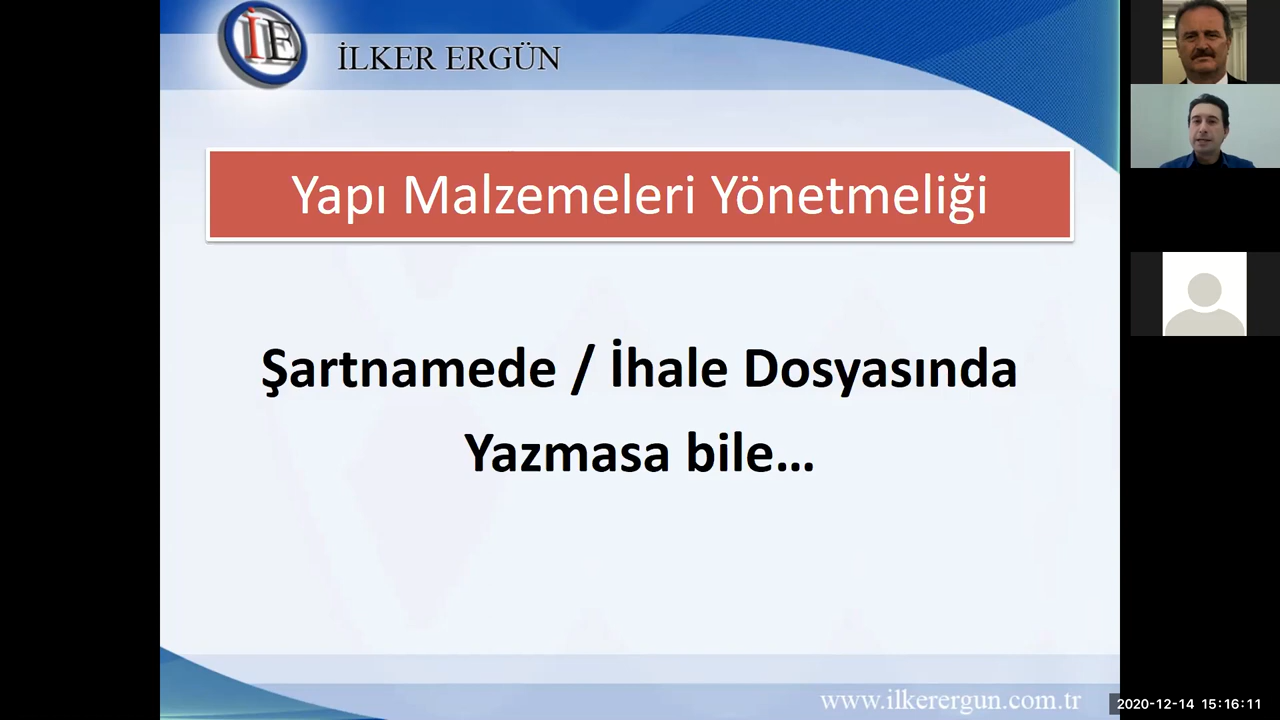 İE
İLKER ERGÜN
Yapı Malzemeleri Yönetmeliği
Şartnamede / İhale Dosyasında
Yazmasa bile...
www.ilkerergun.com.tr
2020-12-14 15:16:11